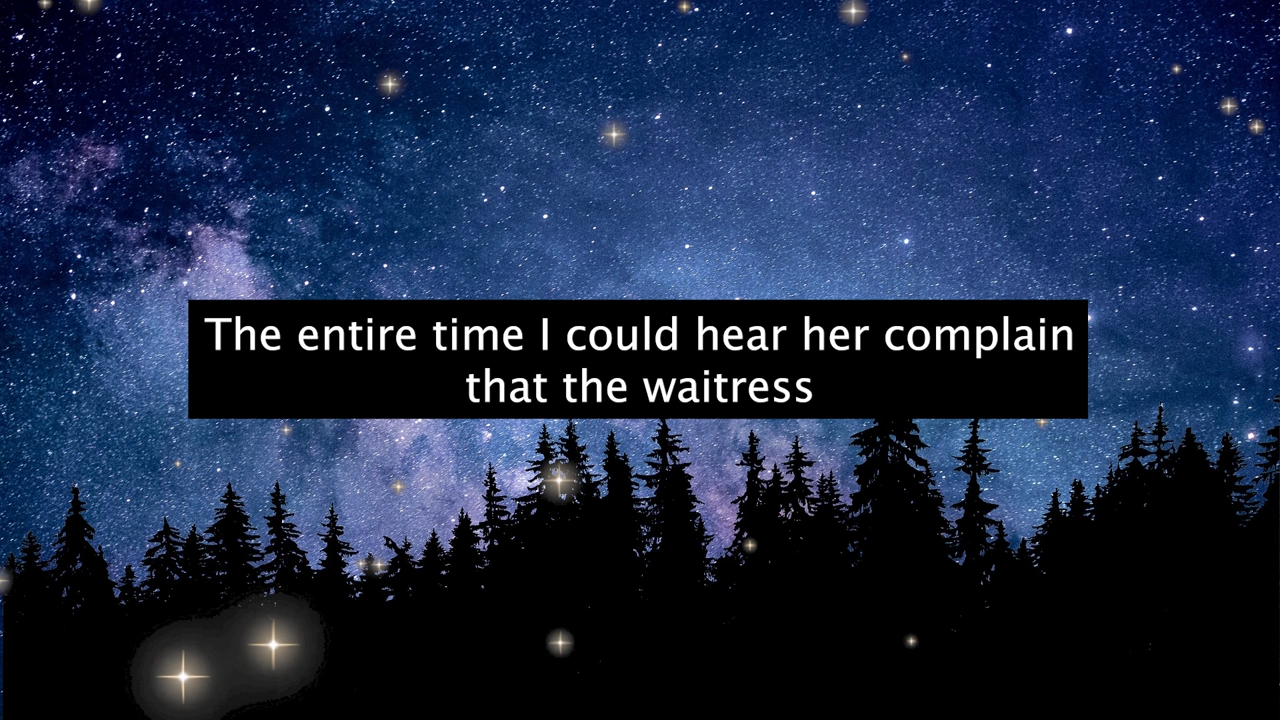 The entire time I could hear her complain
that the waitress